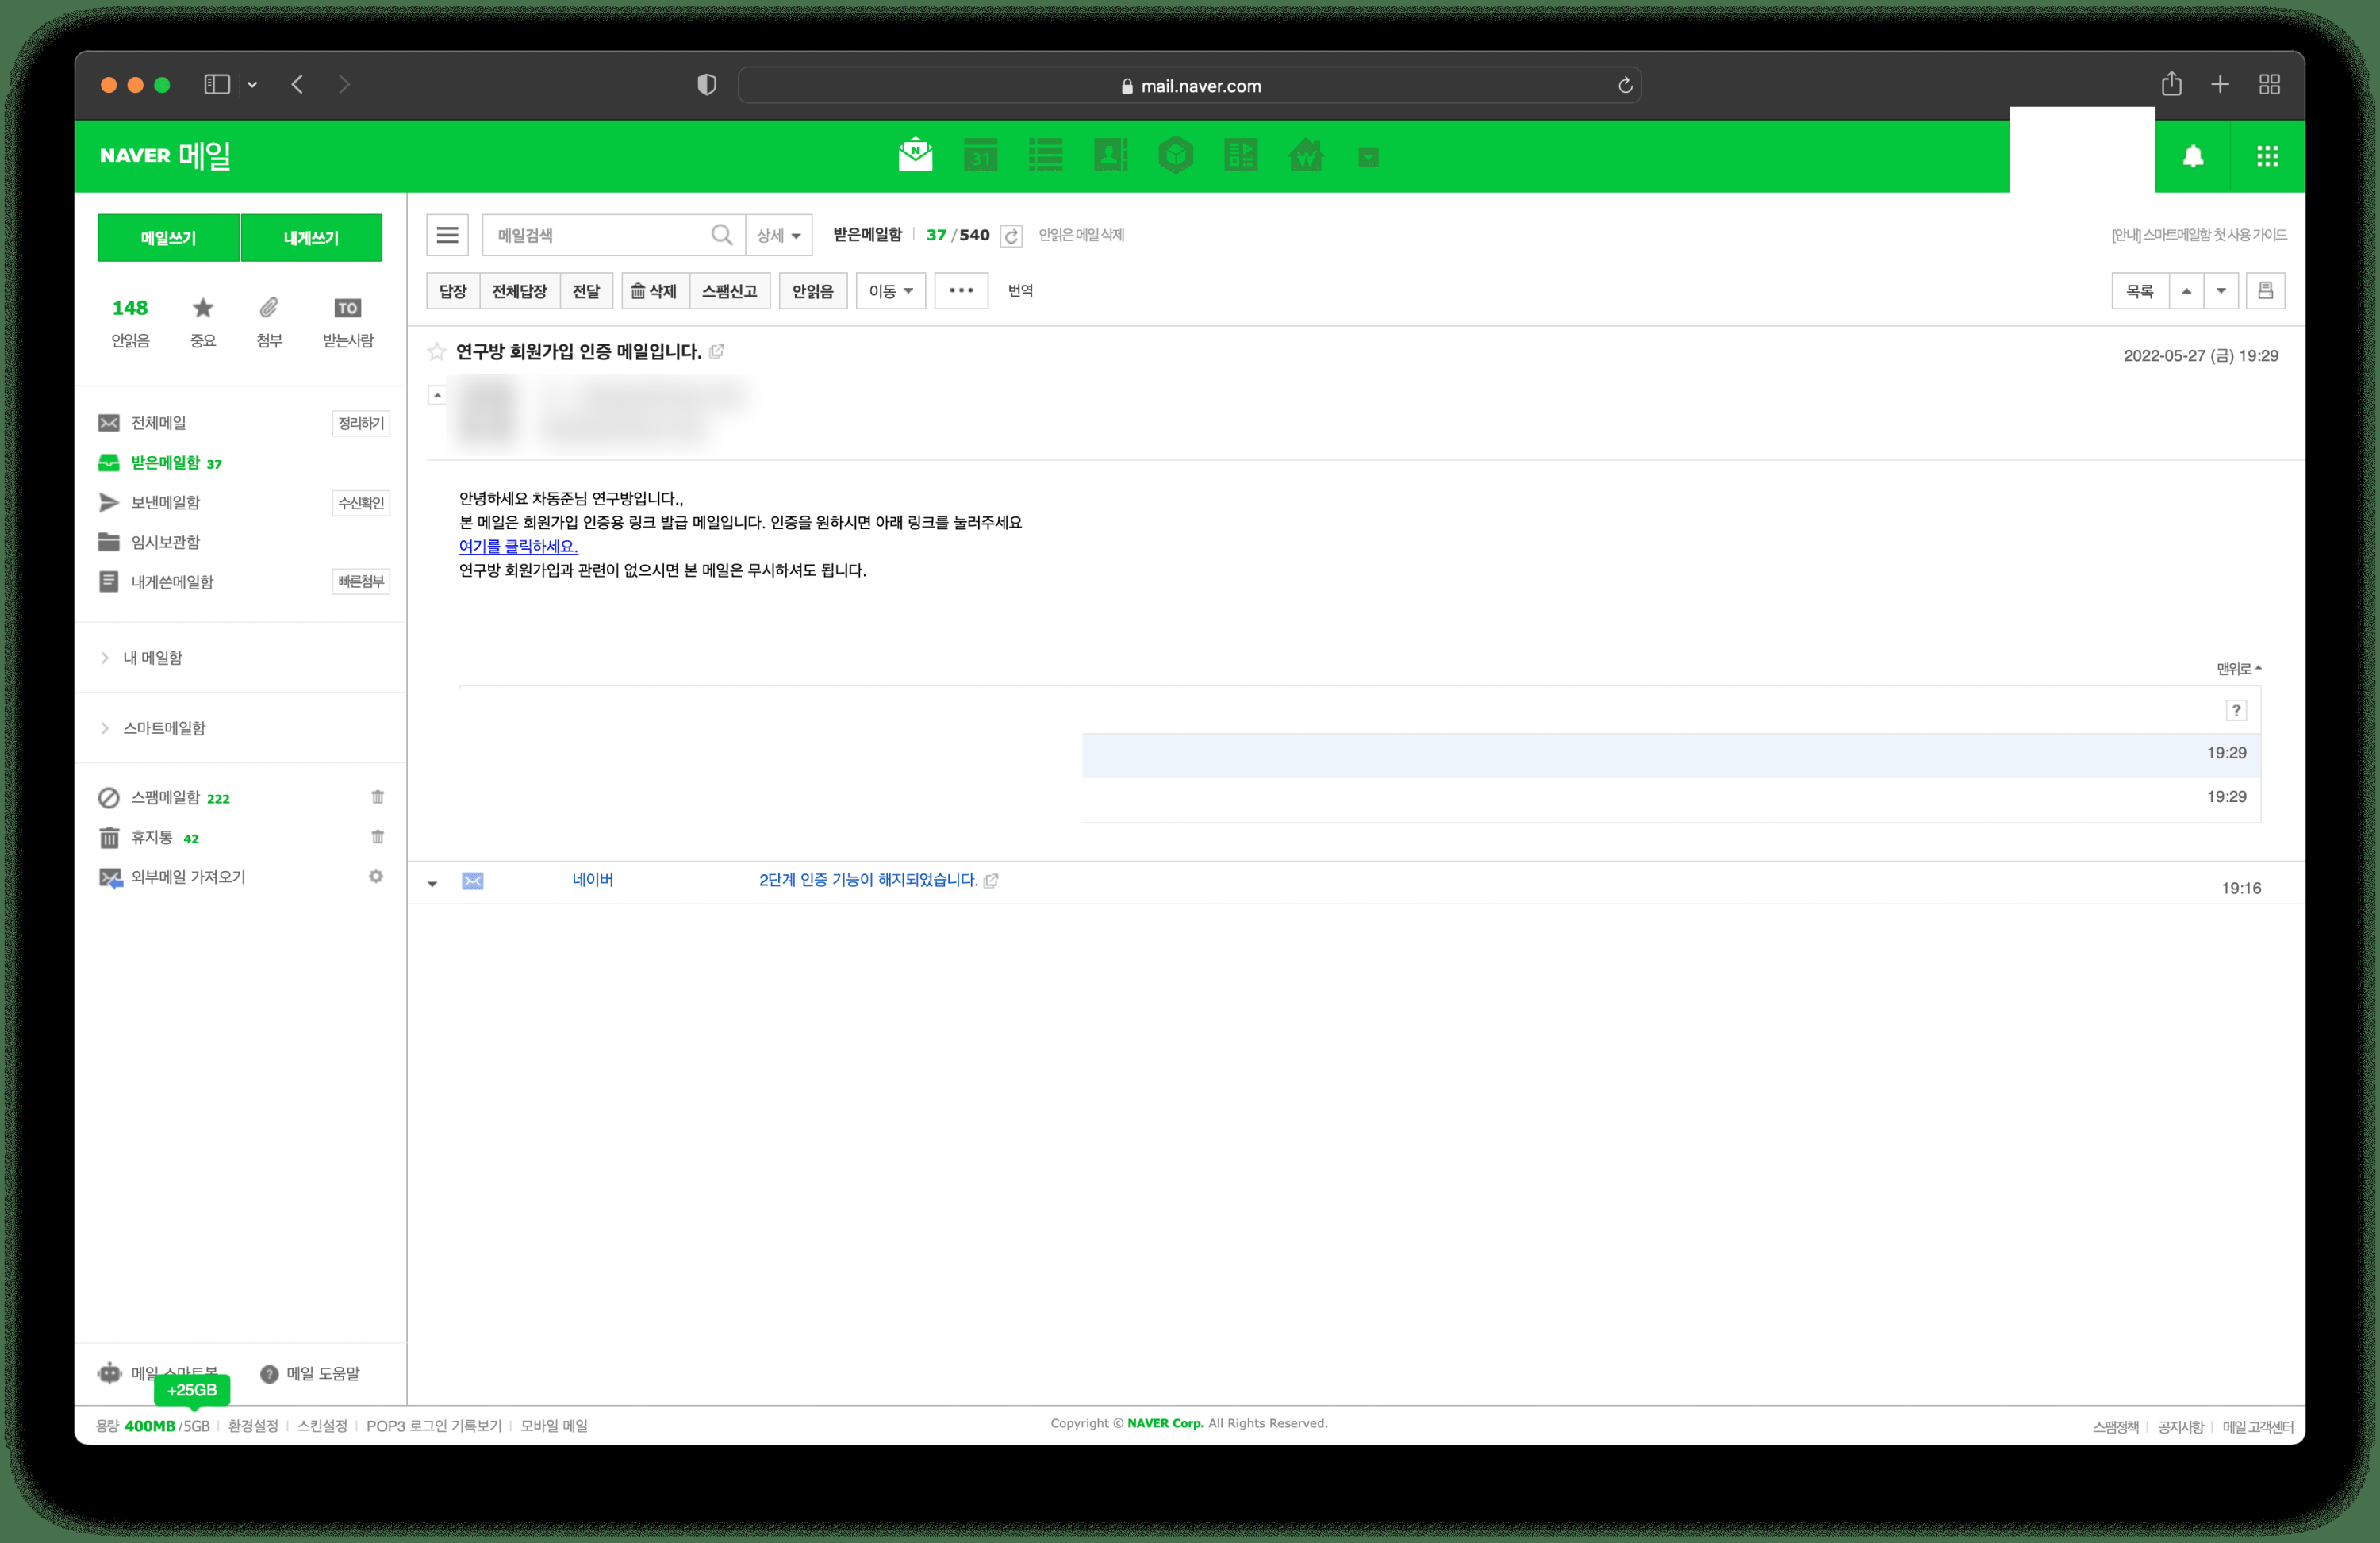 mail.naver.com
NAVER 메일
31
N
W
메일쓰기
내게쓰기
메일검색
상세
받은메일함 37 / 540
안읽은 메일 삭제
[안내] 스마트메일함 첫 사용 가이드
답장
전체답장
전달
삭제
스팸신고
안읽음
이동
번역
목록
148
TO
안읽음
중요
첨부
받는사람
연구방 회원가입 인증 메일입니다.
2022-05-27 (금) 19:29
전체메일
정리하기
받은메일함 37
보낸메일함
수신확인
임시보관함
내게쓴메일함
빠른첨부
내 메일함
스마트메일함
스팸메일함 222
휴지통 42
외부메일 가져오기
안녕하세요 차동준님 연구방입니다.,
본 메일은 회원가입 인증용 링크 발급 메일입니다. 인증을 원하시면 아래 링크를 눌러주세요
여기를 클릭하세요.
연구방 회원가입과 관련이 없으시면 본 메일은 무시하셔도 됩니다.
맨위로
?
19:29
19:29
네이버
2단계 인증 기능이 해지되었습니다.
19:16
메일 스마트봇
? 메일 도움말
+25GB
용량 400MB/5GB
환경설정
스킨설정
POP3 로그인 기록보기
모바일 메일
Copyright © NAVER Corp. All Rights Reserved.
스팸정책
공지사항
메일 고객센터